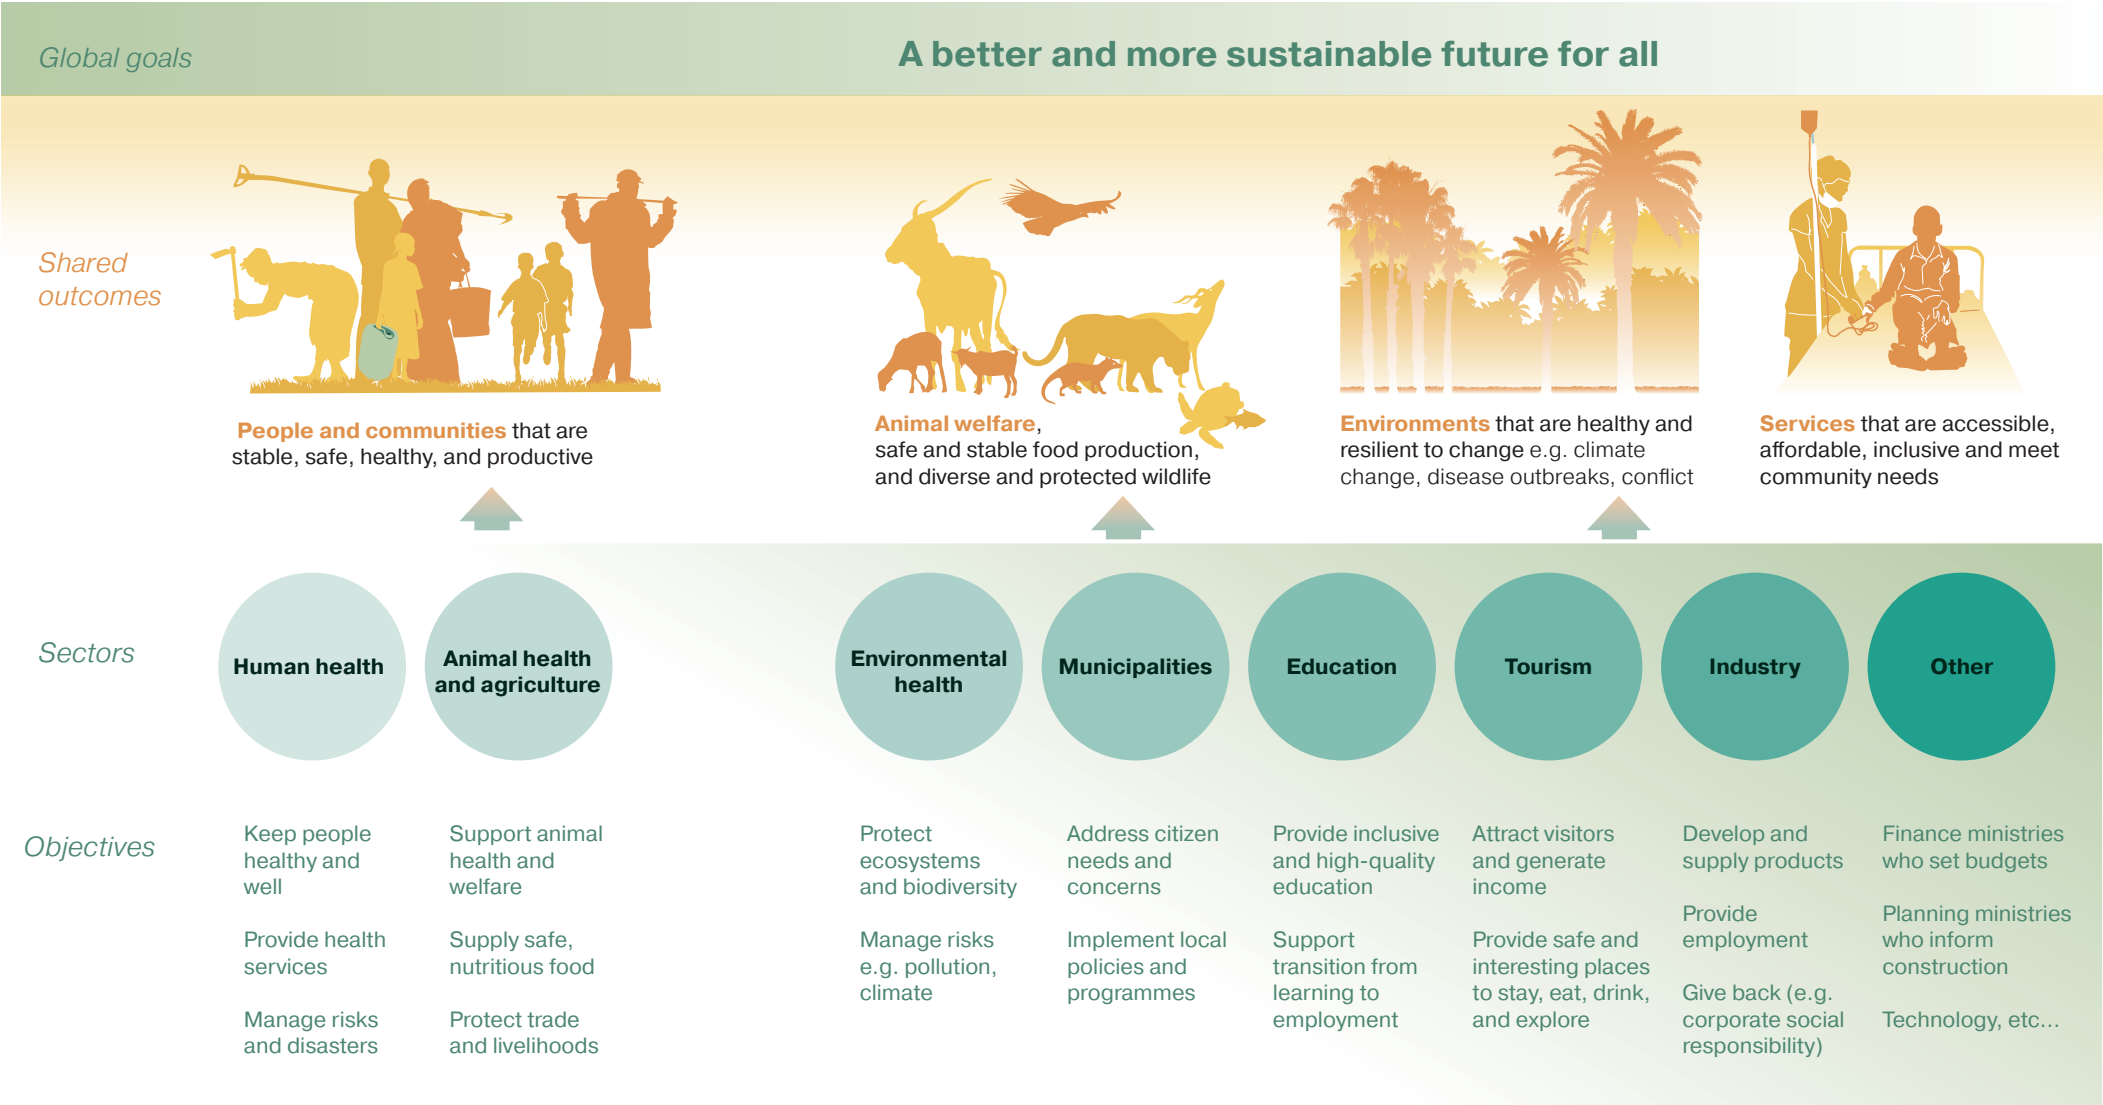 Global goals
A better and more sustainable future for all
Shared
outcomes
People and communities that are
stable, safe, healthy, and productive
Animal welfare,
safe and stable food production,
and diverse and protected wildlife
Environments that are healthy and
resilient to change e.g. climate
change, disease outbreaks, conflict
Services that are accessible,
affordable, inclusive and meet
community needs
Sectors
Human health
Animal health
and agriculture
Environmental
health
Municipalities
Education
Tourism
Industry
Other
Objectives
Keep people
healthy and
well
Provide health
services
Manage risks
and disasters
Support animal
health and
welfare
Supply safe,
nutritious food
Protect trade
and livelihoods
Protect
ecosystems
and biodiversity
Manage risks
e.g. pollution,
climate
Address citizen
needs and
concerns
Implement local
policies and
programmes
Provide inclusive
and high-quality
education
Support
transition from
learning to
employment
Attract visitors
and generate
income
Provide safe and
interesting places
to stay, eat, drink,
and explore
Develop and
supply products
Provide
employment
Give back (e.g.
corporate social
responsibility)
Finance ministries
who set budgets
Planning ministries
who inform
construction
Technology, etc...